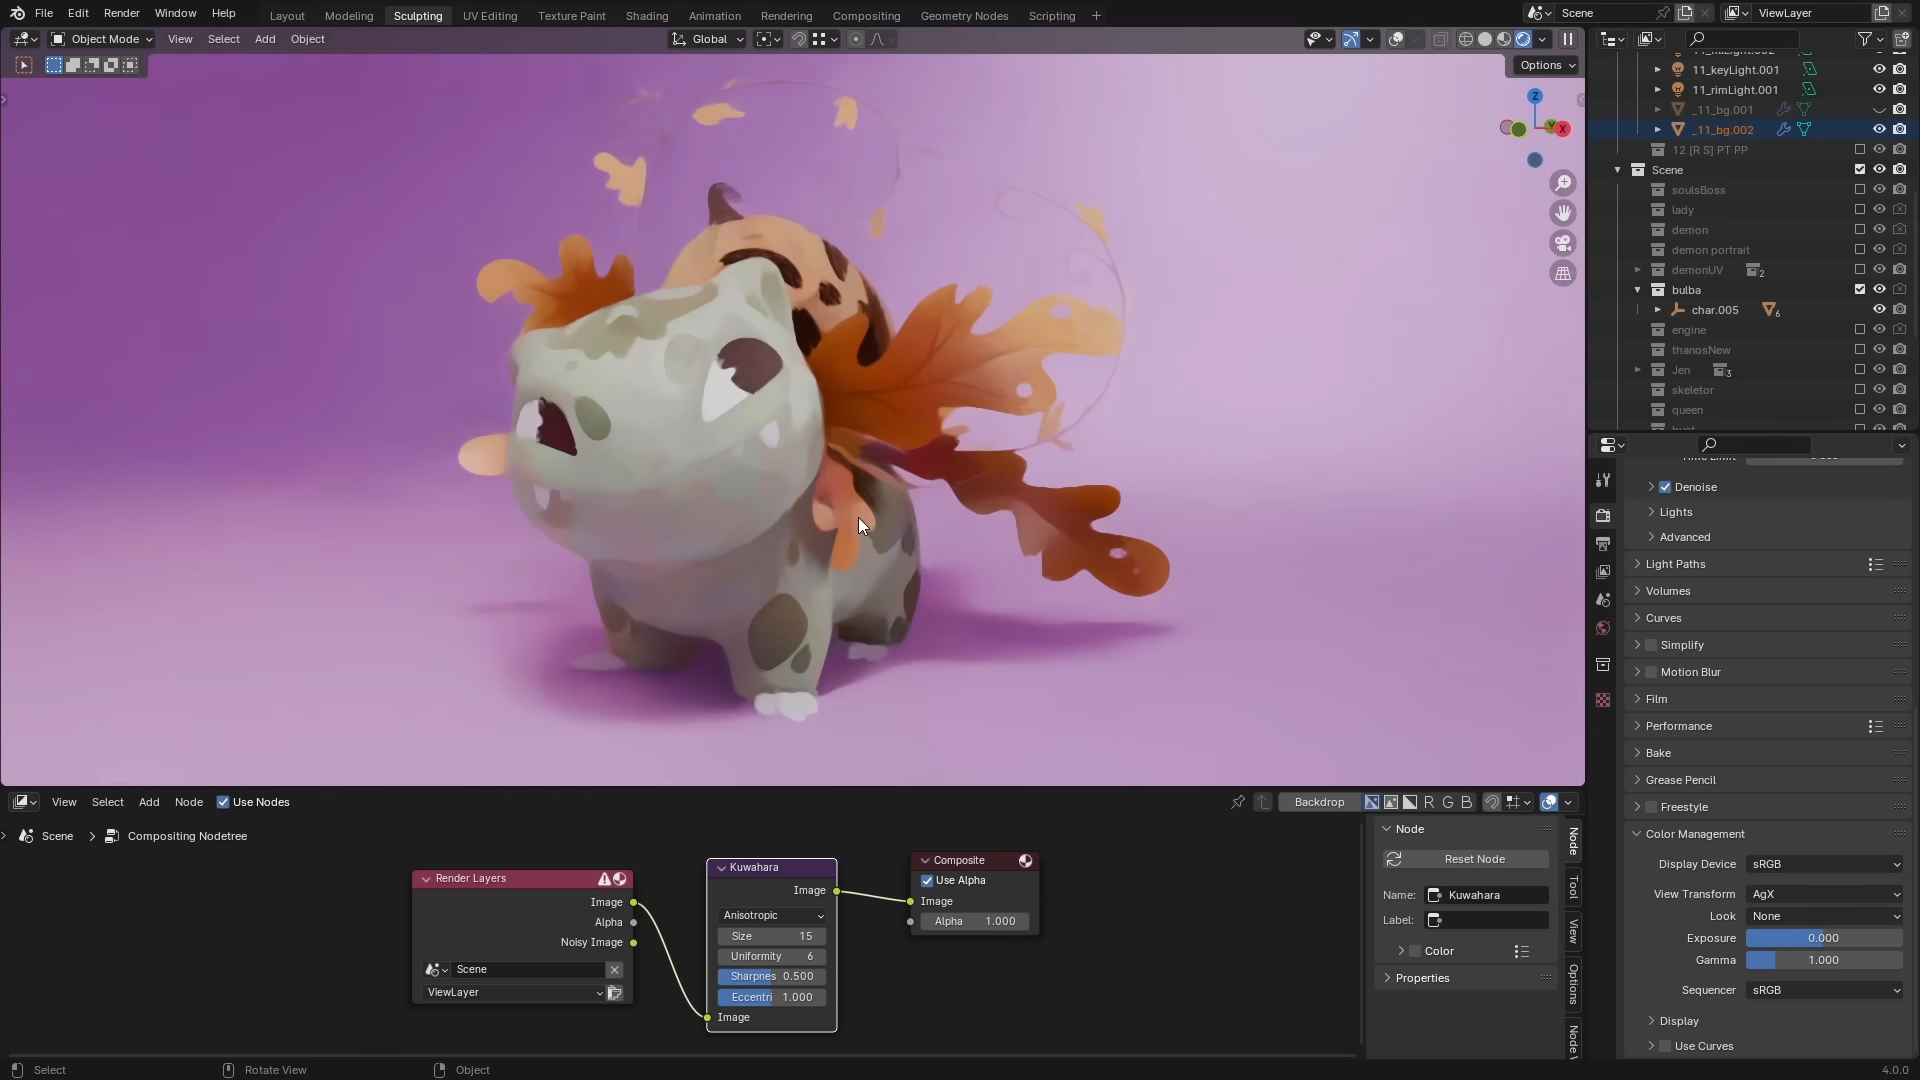 File Edit Render Window Help Layout Modeling Sculpting UV Editing Texture Paint Shading Animation Rendering Compositing Geometry Nodes Scripting + Scene ViewLayer
Object Mode View Select Add Object Global
Options
Z
Y X
11_keyLight.001
11_rimLight.001
_11_bg.001
_11_bg.002
12 [R S] PT PP
Scene
soulsBoss
lady
demon
demon portrait
demonUV 2
bulba
char.005 6
engine
thanosNew
Jen 3
skeletor
queen
Denoise
Lights
Advanced
Light Paths
Volumes
Curves
Simplify
Motion Blur
Film
Performance
Bake
Grease Pencil
Freestyle
Color Management
Display Device sRGB
View Transform AgX
Look None
Exposure 0.000
Gamma 1.000
Sequencer sRGB
Display
Use Curves
View Select Add Node Use Nodes Backdrop R G B
Scene > Compositing Nodetree
Render Layers
Image
Alpha
Noisy Image
Scene
ViewLayer
Kuwahara
Image
Anisotropic
Size 15
Uniformity 6
Sharpnes 0.500
Eccentri 1.000
Image
Composite
Use Alpha
Image
Alpha 1.000
Node
Reset Node
Name: Kuwahara
Label:
Color
Properties
Node
Tool
View
Options
Select Rotate View Object 4.0.0